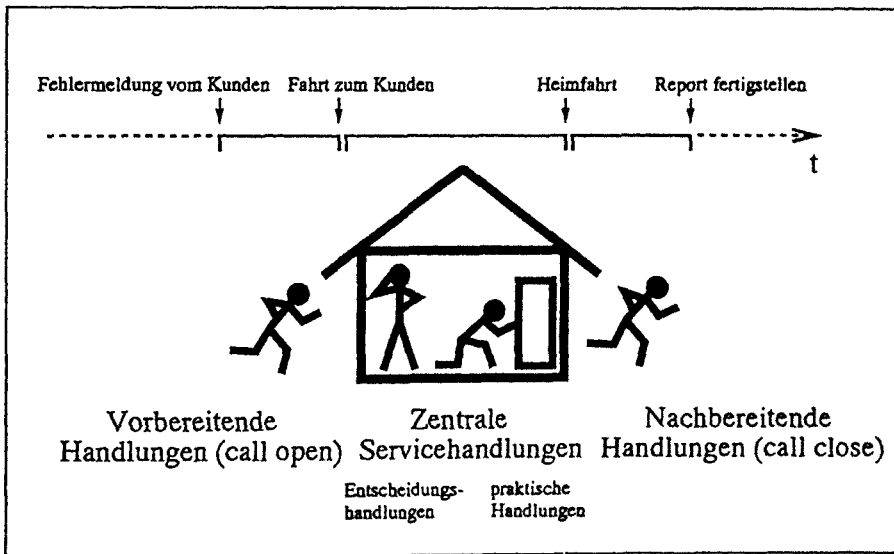 Fehlermeldung vom Kunden Fahrt zum Kunden Heimfahrt Report fertigstellen
t
Vorbereitende
Handlungen (call open)
Zentrale
Servicehandlungen
Nachbereitende
Handlungen (call close)
Entscheidungs-
handlungen
praktische
Handlungen